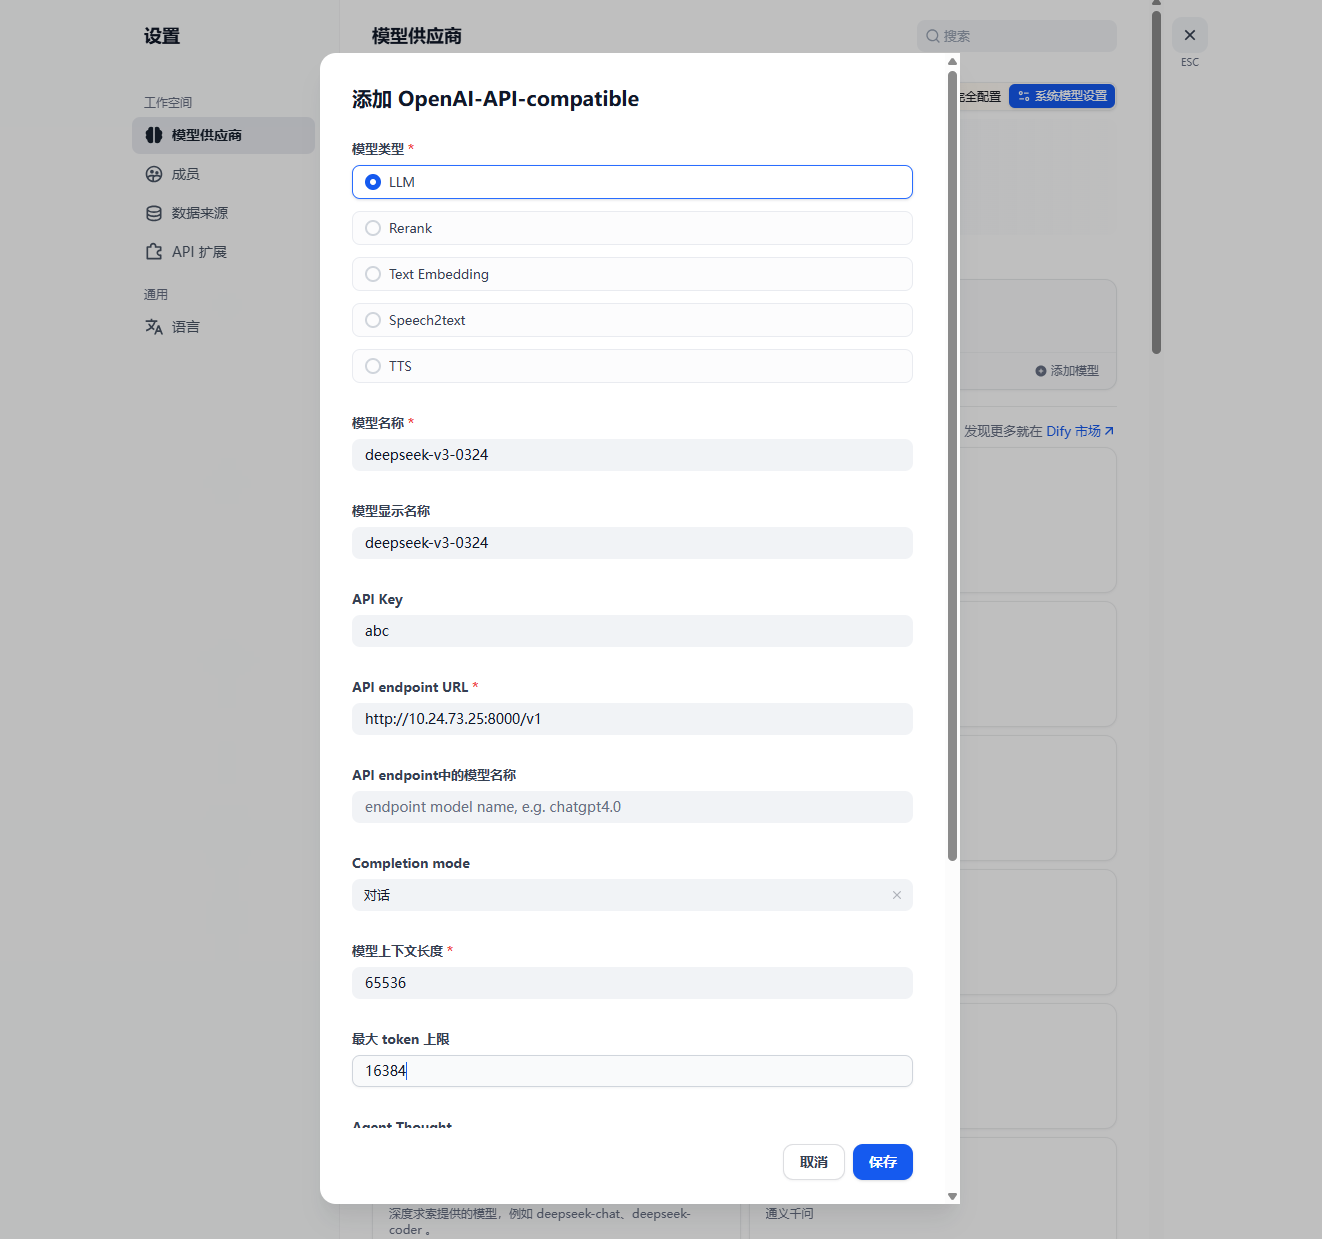 设置
工作空间
模型供应商
成员
数据来源
API 扩展
通用
语言
模型供应商
搜索
ESC
全配置
系统模型设置
添加模型
发现更多就在 Dify 市场
添加 OpenAI-API-compatible
模型类型 *
LLM
Rerank
Text Embedding
Speech2text
TTS
模型名称 *
deepseek-v3-0324
模型显示名称
deepseek-v3-0324
API Key
abc
API endpoint URL *
http://10.24.73.25:8000/v1
API endpoint中的模型名称
endpoint model name, e.g. chatgpt4.0
Completion mode
对话
模型上下文长度 *
65536
最大 token 上限
16384
Agent Thought
取消
保存
深度求索提供的模型，例如 deepseek-chat、deepseek-
coder 。
通义千问